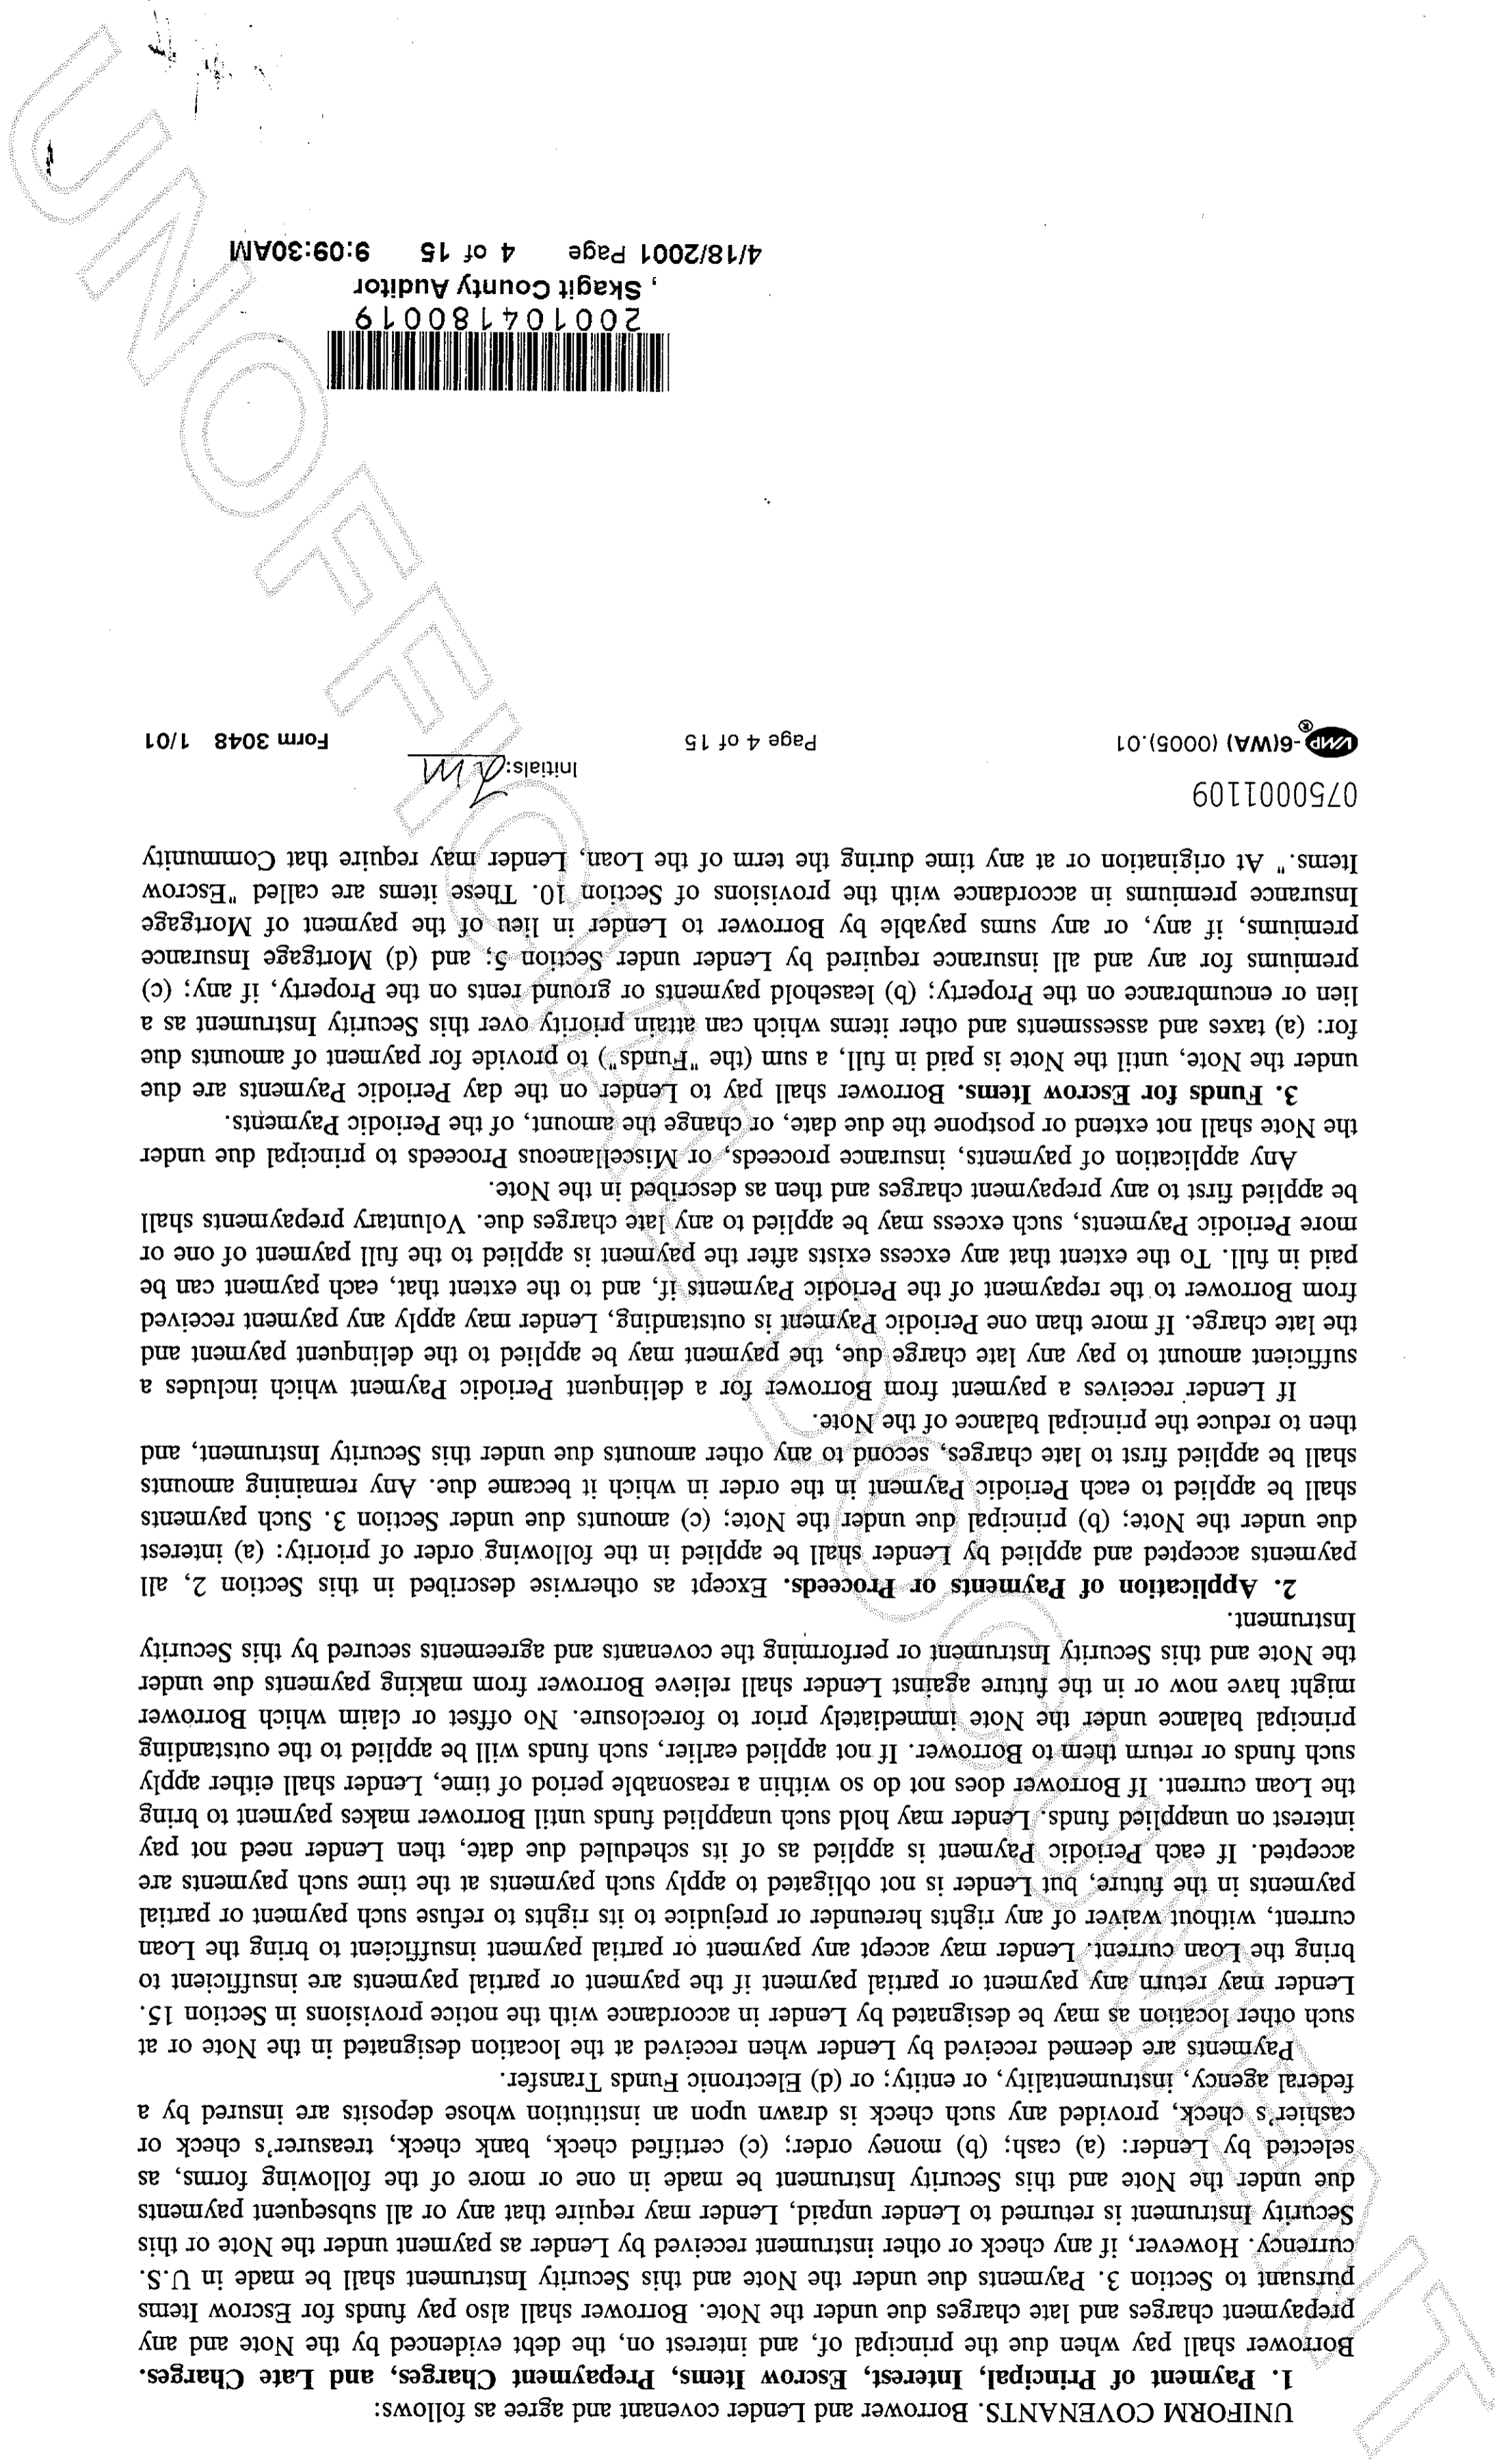 UNIFORM COVENANTS. Borrower and Lender covenant and agree as follows:
1. Payment of Principal, Interest, Escrow Items, Prepayment Charges, and Late Charges.
Borrower shall pay when due the principal of, and interest on, the debt evidenced by the Note and any
prepayment charges and late charges due under the Note. Borrower shall also pay funds for Escrow Items
pursuant to Section 3. Payments due under the Note and this Security Instrument shall be made in U.S.
currency. However, if any check or other instrument received by Lender as payment under the Note or this
Security Instrument is returned to Lender unpaid, Lender may require that any or all subsequent payments
due under the Note and this Security Instrument be made in one or more of the following forms, as
selected by Lender: (a) cash; (b) money order; (c) certified check, bank check, treasurer's check or
cashier's check, provided any such check is drawn upon an institution whose deposits are insured by a
federal agency, instrumentality, or entity; or (d) Electronic Funds Transfer.
Payments are deemed received by Lender when received at the location designated in the Note or at
such other location as may be designated by Lender in accordance with the notice provisions in Section 15.
Lender may return any payment or partial payment if the payment or partial payments are insufficient to
bring the Loan current. Lender may accept any payment or partial payment insufficient to bring the Loan
current, without waiver of any rights hereunder or prejudice to its rights to refuse such payment or partial
payments in the future, but Lender is not obligated to apply such payments at the time such payments are
accepted. If each Periodic Payment is applied as of its scheduled due date, then Lender need not pay
interest on unapplied funds. Lender may hold such unapplied funds until Borrower makes payment to bring
the Loan current. If Borrower does not do so within a reasonable period of time, Lender shall either apply
such funds or return them to Borrower. If not applied earlier, such funds will be applied to the outstanding
principal balance under the Note immediately prior to foreclosure. No offset or claim which Borrower
might have now or in the future against Lender shall relieve Borrower from making payments due under
the Note and this Security Instrument or performing the covenants and agreements secured by this Security
Instrument.
2. Application of Payments or Proceeds. Except as otherwise described in this Section 2, all
payments accepted and applied by Lender shall be applied in the following order of priority: (a) interest
due under the Note; (b) principal due under the Note; (c) amounts due under Section 3. Such payments
shall be applied to each Periodic Payment in the order in which it became due. Any remaining amounts
shall be applied first to late charges, second to any other amounts due under this Security Instrument, and
then to reduce the principal balance of the Note.
If Lender receives a payment from Borrower for a delinquent Periodic Payment which includes a
sufficient amount to pay any late charge due, the payment may be applied to the delinquent payment and
the late charge. If more than one Periodic Payment is outstanding, Lender may apply any payment received
from Borrower to the repayment of the Periodic Payments if, and to the extent that, each payment can be
paid in full. To the extent that any excess exists after the payment is applied to the full payment of one or
more Periodic Payments, such excess may be applied to any late charges due. Voluntary prepayments shall
be applied first to any prepayment charges and then as described in the Note.
Any application of payments, insurance proceeds, or Miscellaneous Proceeds to principal due under
the Note shall not extend or postpone the due date, or change the amount, of the Periodic Payments.
3. Funds for Escrow Items. Borrower shall pay to Lender on the day Periodic Payments are due
under the Note, until the Note is paid in full, a sum (the "Funds") to provide for payment of amounts due
for: (a) taxes and assessments and other items which can attain priority over this Security Instrument as a
lien or encumbrance on the Property; (b) leasehold payments or ground rents on the Property, if any; (c)
premiums for any and all insurance required by Lender under Section 5; and (d) Mortgage Insurance
premiums, if any, or any sums payable by Borrower to Lender in lieu of the payment of Mortgage
Insurance premiums in accordance with the provisions of Section 10. These items are called "Escrow
Items." At origination or at any time during the term of the Loan, Lender may require that Community
0750001109
Initials:
VMP®-6(WA) (0005).01 Page 4 of 15 Form 3048 1/01
200104180019
, Skagit County Auditor
4/18/2001 Page 4 of 15 9:09:30AM
UNOFFICIAL DOCUMENT